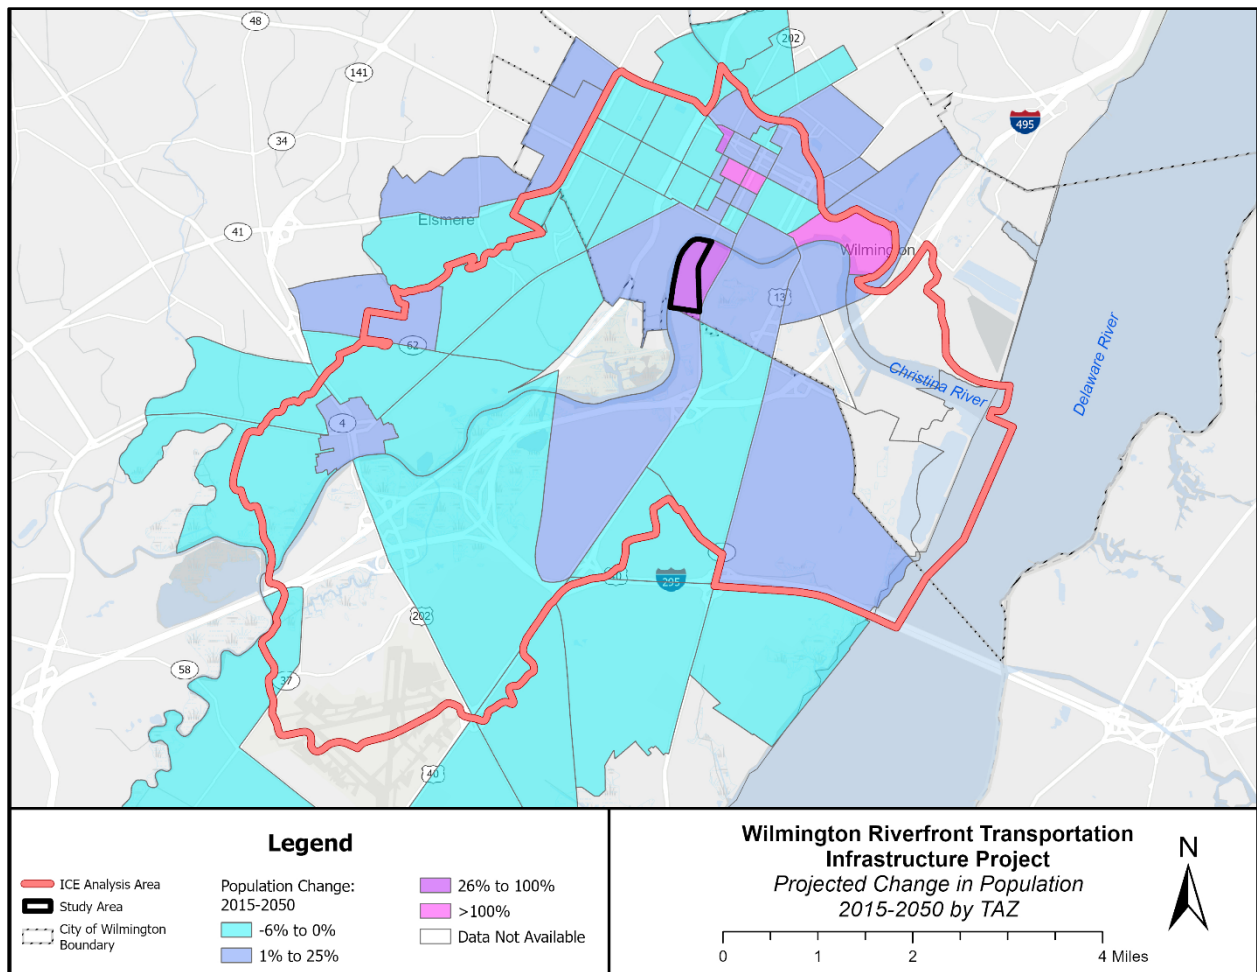 48
202
141
495
34
Elsmere
41
Wilmington
13
62
Christina River
Delaware River
4
295
202
58
37
40
Legend
ICE Analysis Area
Study Area
City of Wilmington
Boundary
Population Change:
2015-2050
-6% to 0%
1% to 25%
26% to 100%
>100%
Data Not Available
Wilmington Riverfront Transportation
Infrastructure Project
Projected Change in Population
2015-2050 by TAZ
N
0 1 2 4 Miles